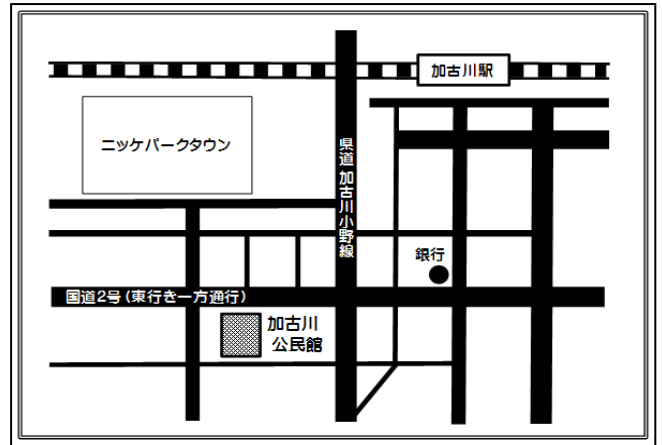 加古川駅
ニッケパークタウン
県道 加古川小野線
銀行
国道2号(東行き一方通行)
加古川
公民館